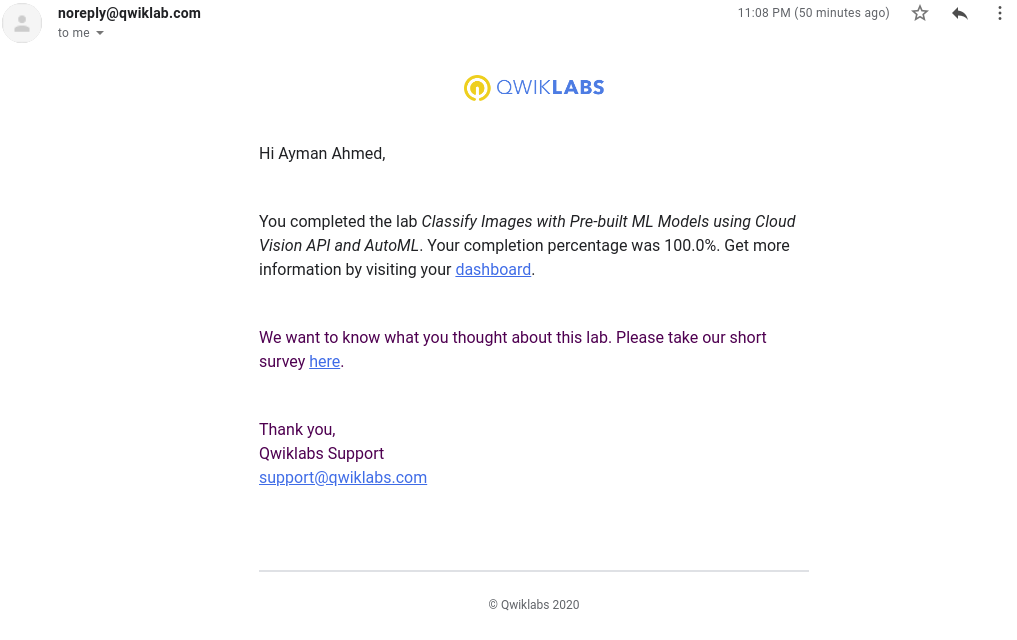 noreply@qwiklab.com
11:08 PM (50 minutes ago)
to me
QWIKLABS
Hi Ayman Ahmed,
You completed the lab Classify Images with Pre-built ML Models using Cloud
Vision API and AutoML. Your completion percentage was 100.0%. Get more
information by visiting your dashboard.
We want to know what you thought about this lab. Please take our short
survey here.
Thank you,
Qwiklabs Support
support@qwiklabs.com
© Qwiklabs 2020